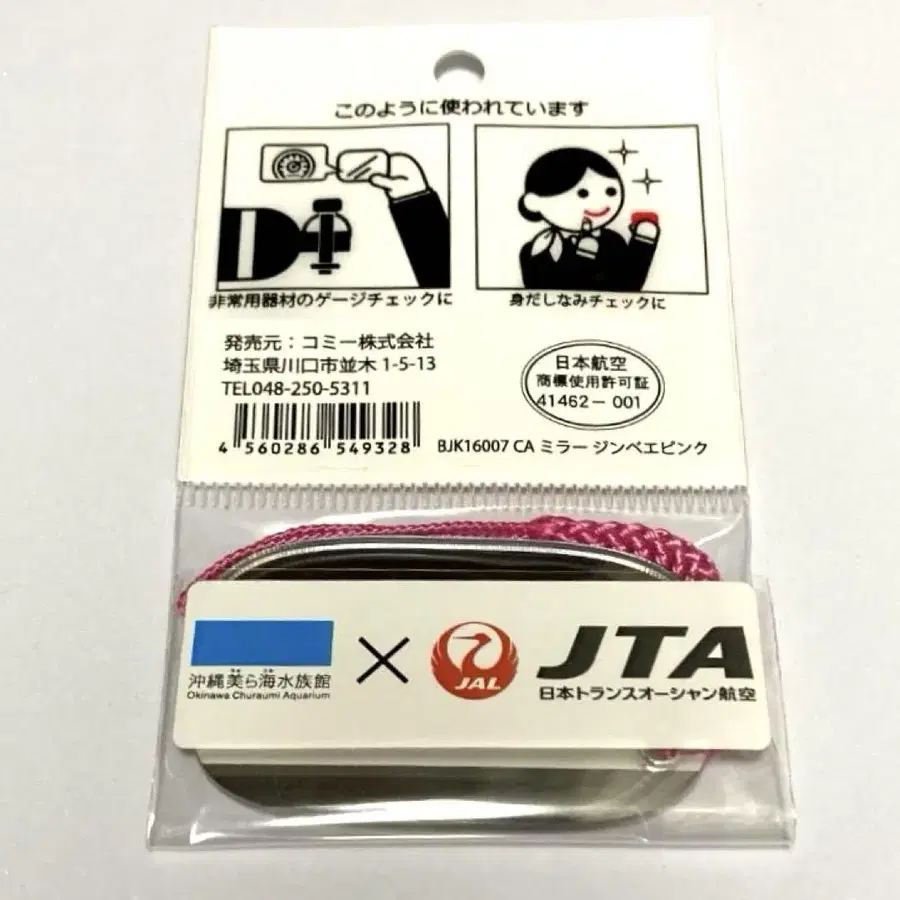 このように使われています
非常用器材のゲージチェックに
身だしなみチェックに
発売元：コミー株式会社
埼玉県川口市並木1-5-13
TEL048-250-5311
日本航空
商標使用許可証
41462－001
4 560286 549328
BJK16007 CA ミラー ジンベエピンク
沖縄美ら海水族館
Okinawa Churaumi Aquarium
×
JAL
JTA
日本トランスオーシャン航空